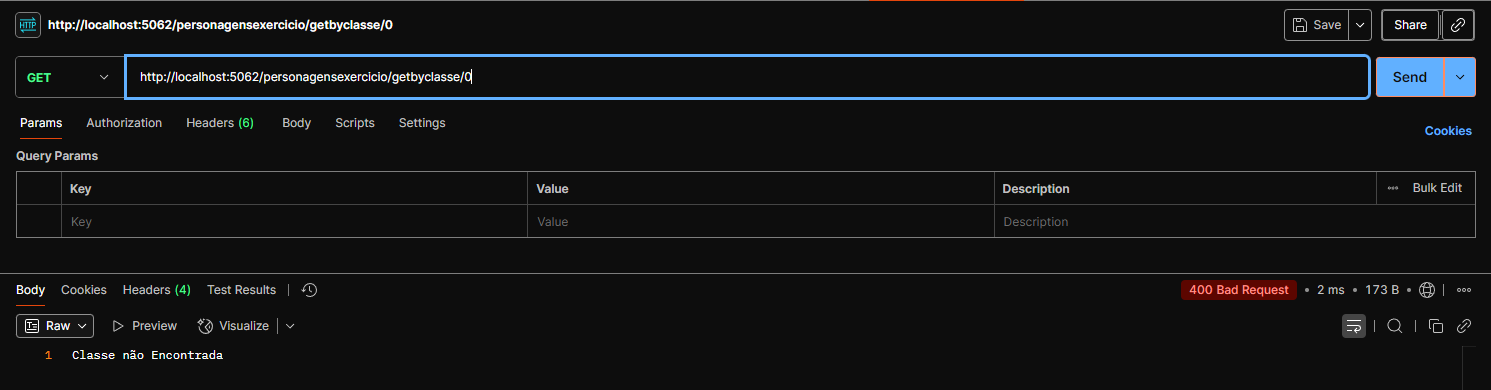 HTTP http://localhost:5062/personagensexercicio/getbyclasse/0 Save Share
GET http://localhost:5062/personagensexercicio/getbyclasse/0 Send
Params Authorization Headers (6) Body Scripts Settings Cookies
Query Params
Key Value Description Bulk Edit
Key Value Description
Body Cookies Headers (4) Test Results 400 Bad Request • 2 ms • 173 B •
Raw Preview Visualize
1 Classe não Encontrada